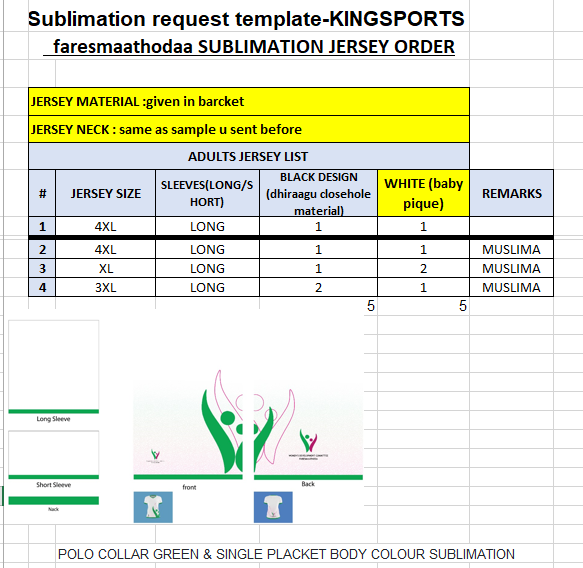 Sublimation request template-KINGSPORTS
faresmaathodaa SUBLIMATION JERSEY ORDER
JERSEY MATERIAL :given in barcket
JERSEY NECK : same as sample u sent before
ADULTS JERSEY LIST
# JERSEY SIZE SLEEVES(LONG/SHORT) BLACK DESIGN (dhiraagu closehole material) WHITE (baby pique) REMARKS
1 4XL LONG 1 1
2 4XL LONG 1 1 MUSLIMA
3 XL LONG 1 2 MUSLIMA
4 3XL LONG 2 1 MUSLIMA
5 5
Long Sleeve
Short Sleeve
Neck
front
Back
POLO COLLAR GREEN & SINGLE PLACKET BODY COLOUR SUBLIMATION